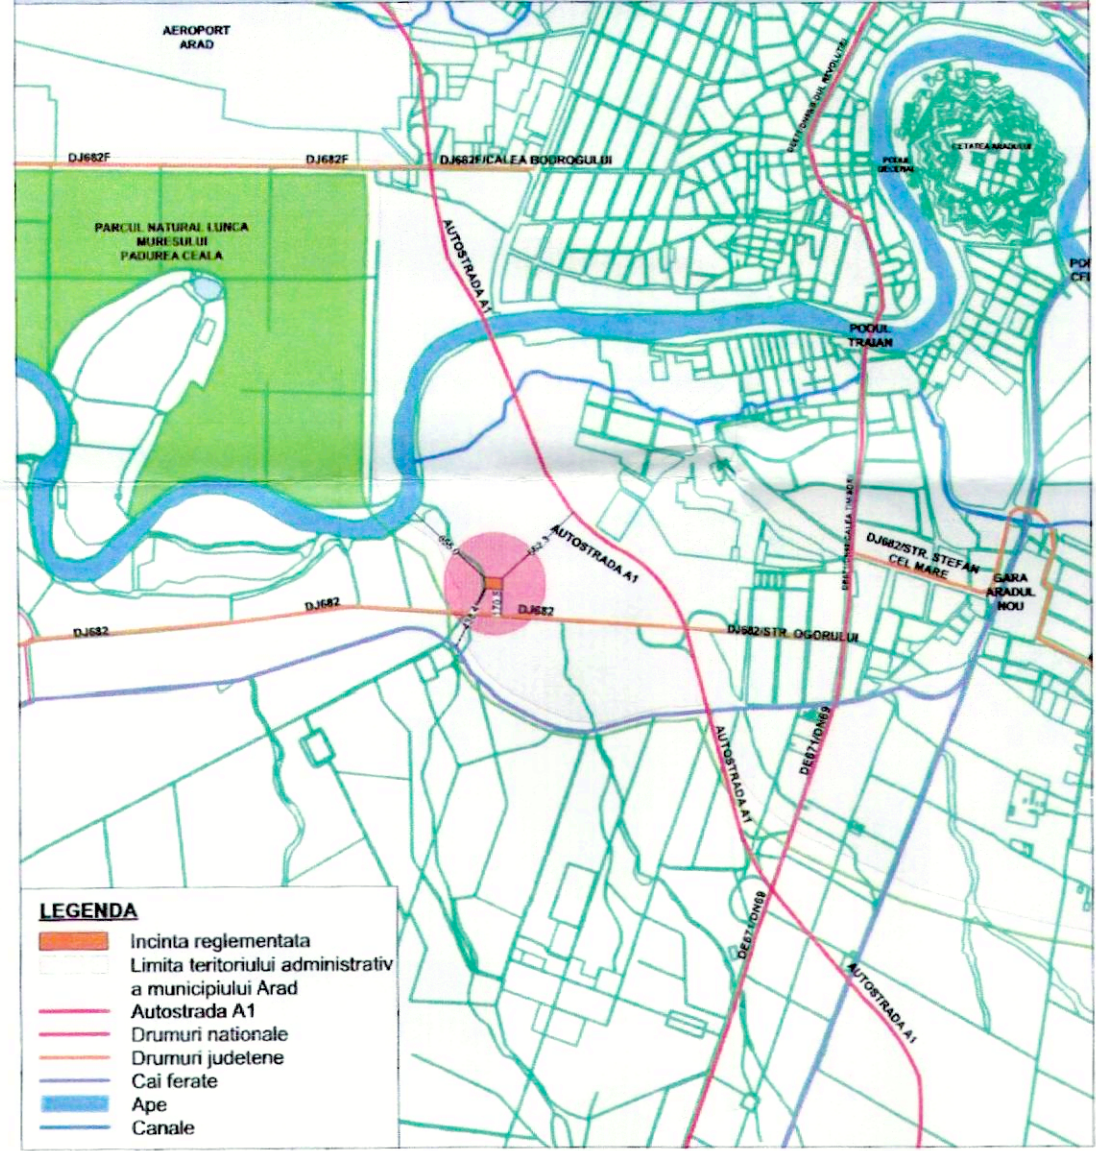 AEROPORT
ARAD
DJ682F
DJ682F
DJ682F/CALEA BODROGULUI
PODUL
DECEBAL
CETATEA ARADULUI
PARCUL NATURAL LUNCA
MURESULUI
PADUREA CEALA
AUTOSTRADA A1
PODUL
TRAIAN
AUTOSTRADA A1
DJ682/STR. STEFAN
CEL MARE
GARA
ARADUL
NOU
DJ682
DJ682
DJ682
DJ682/STR. OGORULUI
AUTOSTRADA A1
DE671/DN69
DE671/DN69
AUTOSTRADA A1
LEGENDA
Incinta reglementata
Limita teritoriului administrativ
a municipiului Arad
Autostrada A1
Drumuri nationale
Drumuri judetene
Cai ferate
Ape
Canale